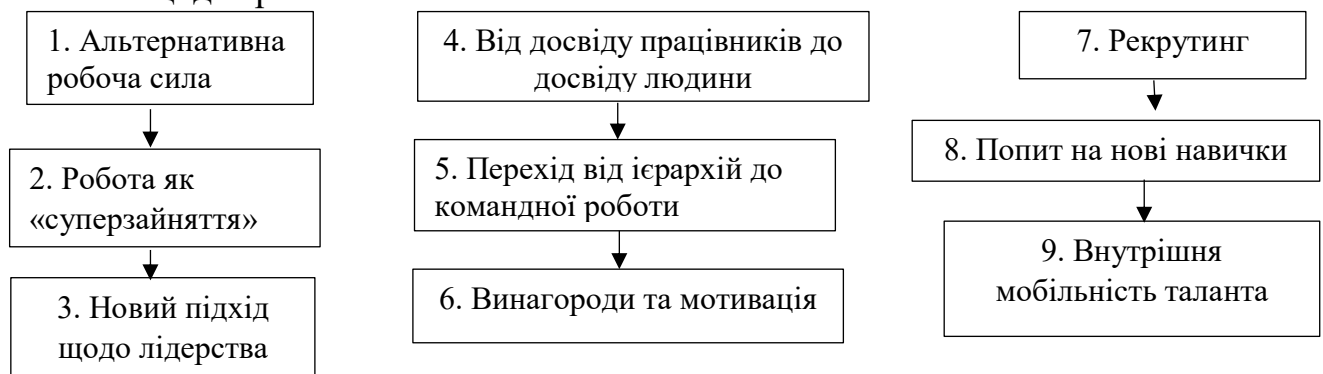 1. Альтернативна
робоча сила
2. Робота як
«суперзайняття»
3. Новий підхід
щодо лідерства
4. Від досвіду працівників до
досвіду людини
5. Перехід від ієрархій до
командної роботи
6. Винагороди та мотивація
7. Рекрутинг
8. Попит на нові навички
9. Внутрішня
мобільність таланта